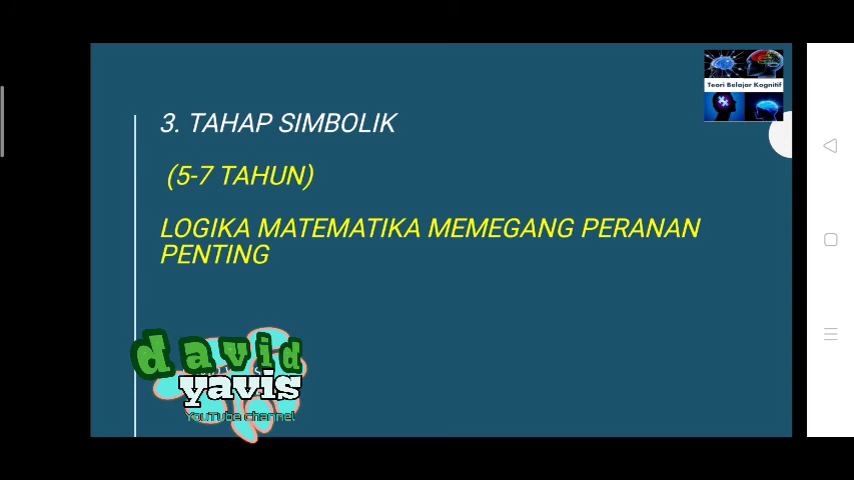 Teori Belajar Kognitif
3. TAHAP SIMBOLIK
(5-7 TAHUN)
LOGIKA MATEMATIKA MEMEGANG PERANAN
PENTING
david
yavis
YouTube channel